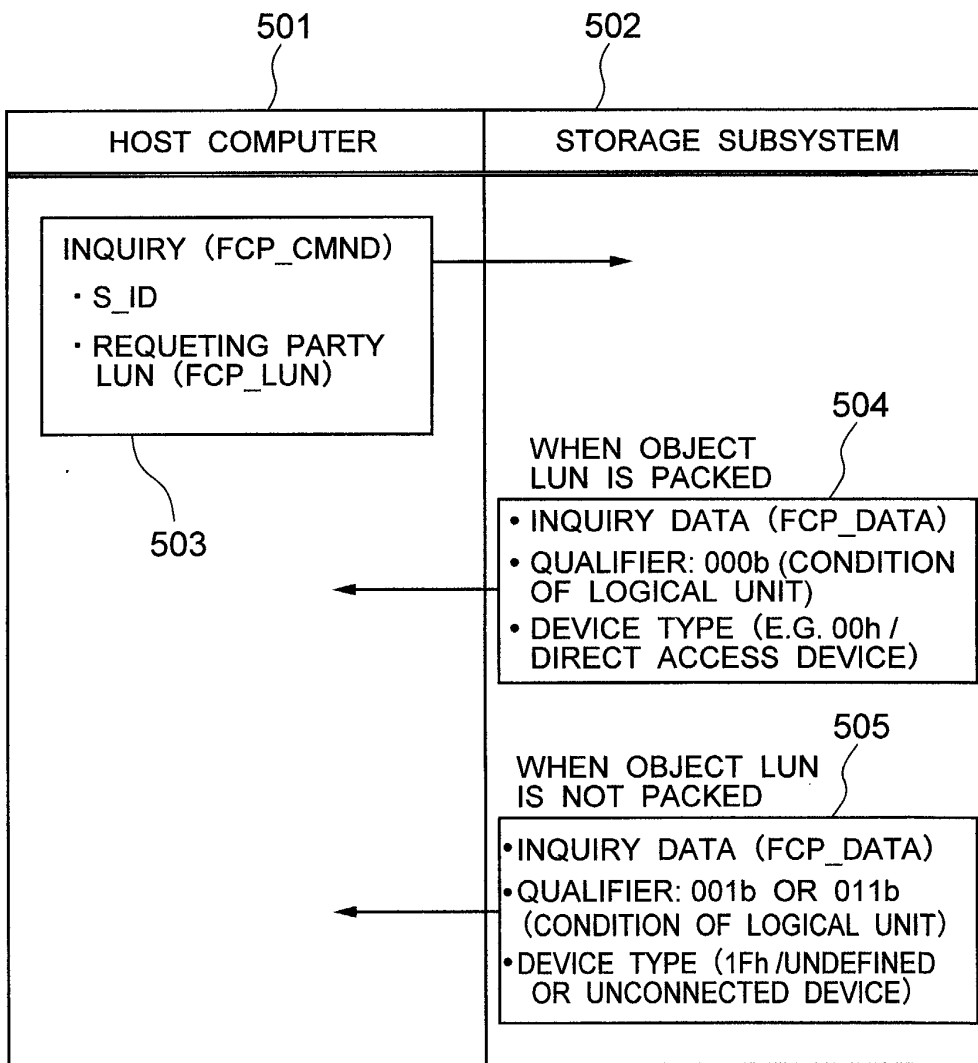 501
502
HOST COMPUTER
STORAGE SUBSYSTEM
INQUIRY (FCP_CMND)
· S_ID
· REQUETING PARTY
LUN (FCP_LUN)
503
504
WHEN OBJECT
LUN IS PACKED
• INQUIRY DATA (FCP_DATA)
• QUALIFIER: 000b (CONDITION
OF LOGICAL UNIT)
• DEVICE TYPE (E.G. 00h /
DIRECT ACCESS DEVICE)
505
WHEN OBJECT LUN
IS NOT PACKED
• INQUIRY DATA (FCP_DATA)
• QUALIFIER: 001b OR 011b
(CONDITION OF LOGICAL UNIT)
• DEVICE TYPE (1Fh /UNDEFINED
OR UNCONNECTED DEVICE)